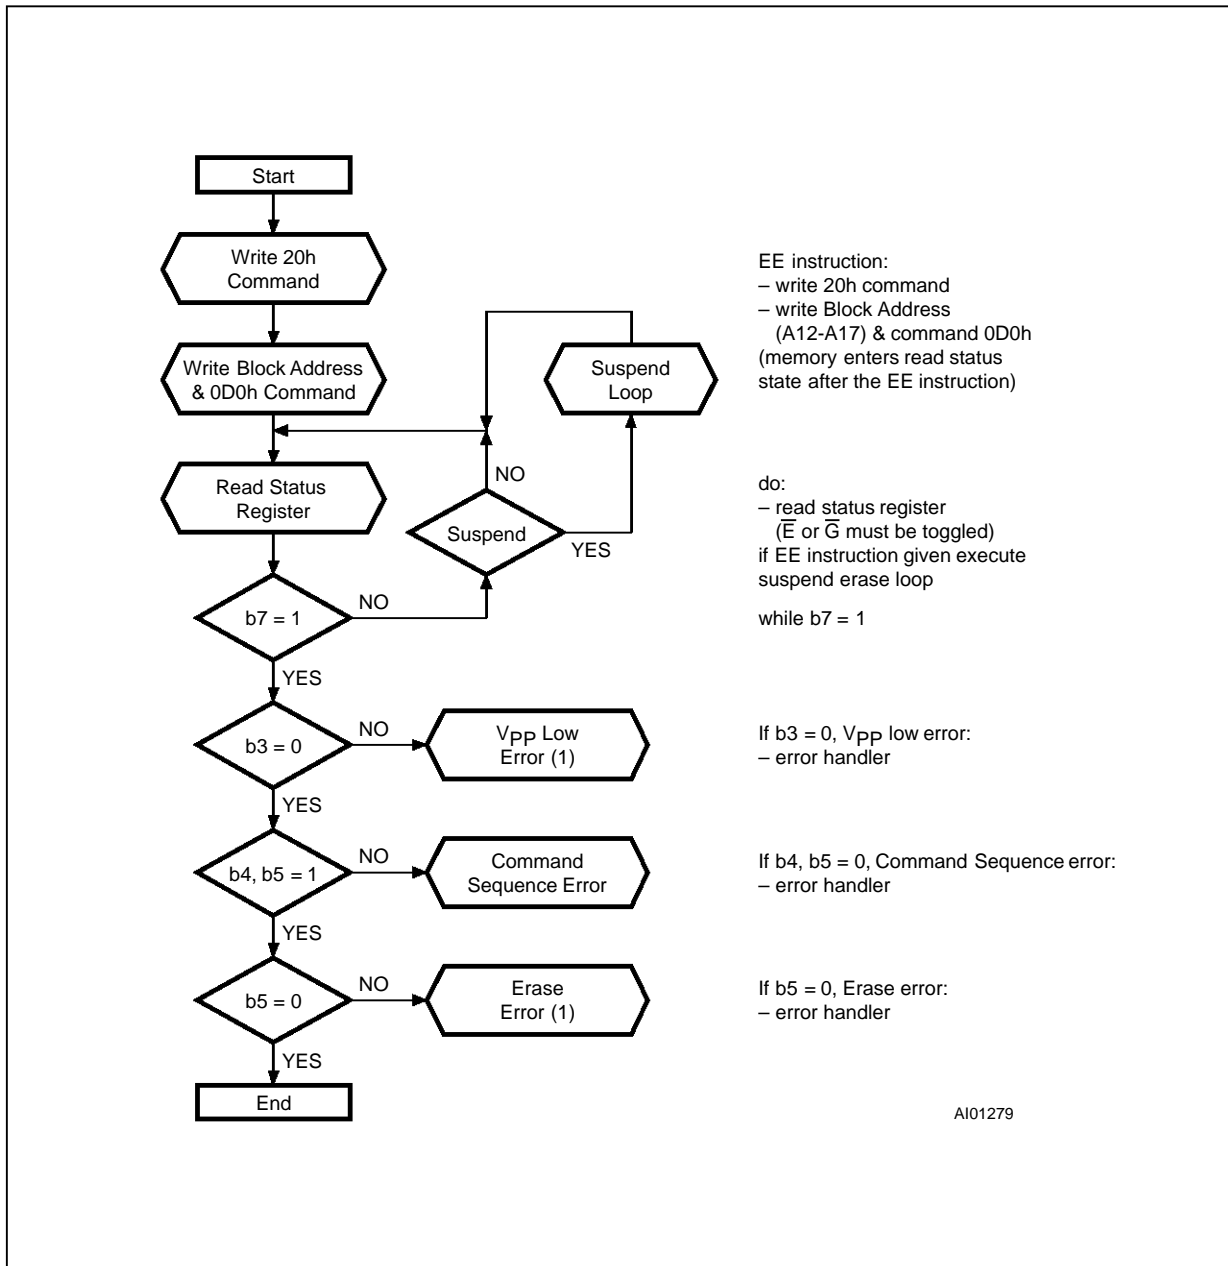 Start
Write 20h
Command
Write Block Address
& 0D0h Command
Suspend
Loop
Read Status
Register
NO
Suspend
YES
b7 = 1
NO
YES
b3 = 0
NO
VPP Low
Error (1)
YES
b4, b5 = 1
NO
Command
Sequence Error
YES
b5 = 0
NO
Erase
Error (1)
YES
End
EE instruction:
– write 20h command
– write Block Address
(A12-A17) & command 0D0h
(memory enters read status
state after the EE instruction)
do:
– read status register
(E̅ or G̅ must be toggled)
if EE instruction given execute
suspend erase loop
while b7 = 1
If b3 = 0, VPP low error:
– error handler
If b4, b5 = 0, Command Sequence error:
– error handler
If b5 = 0, Erase error:
– error handler
AI01279